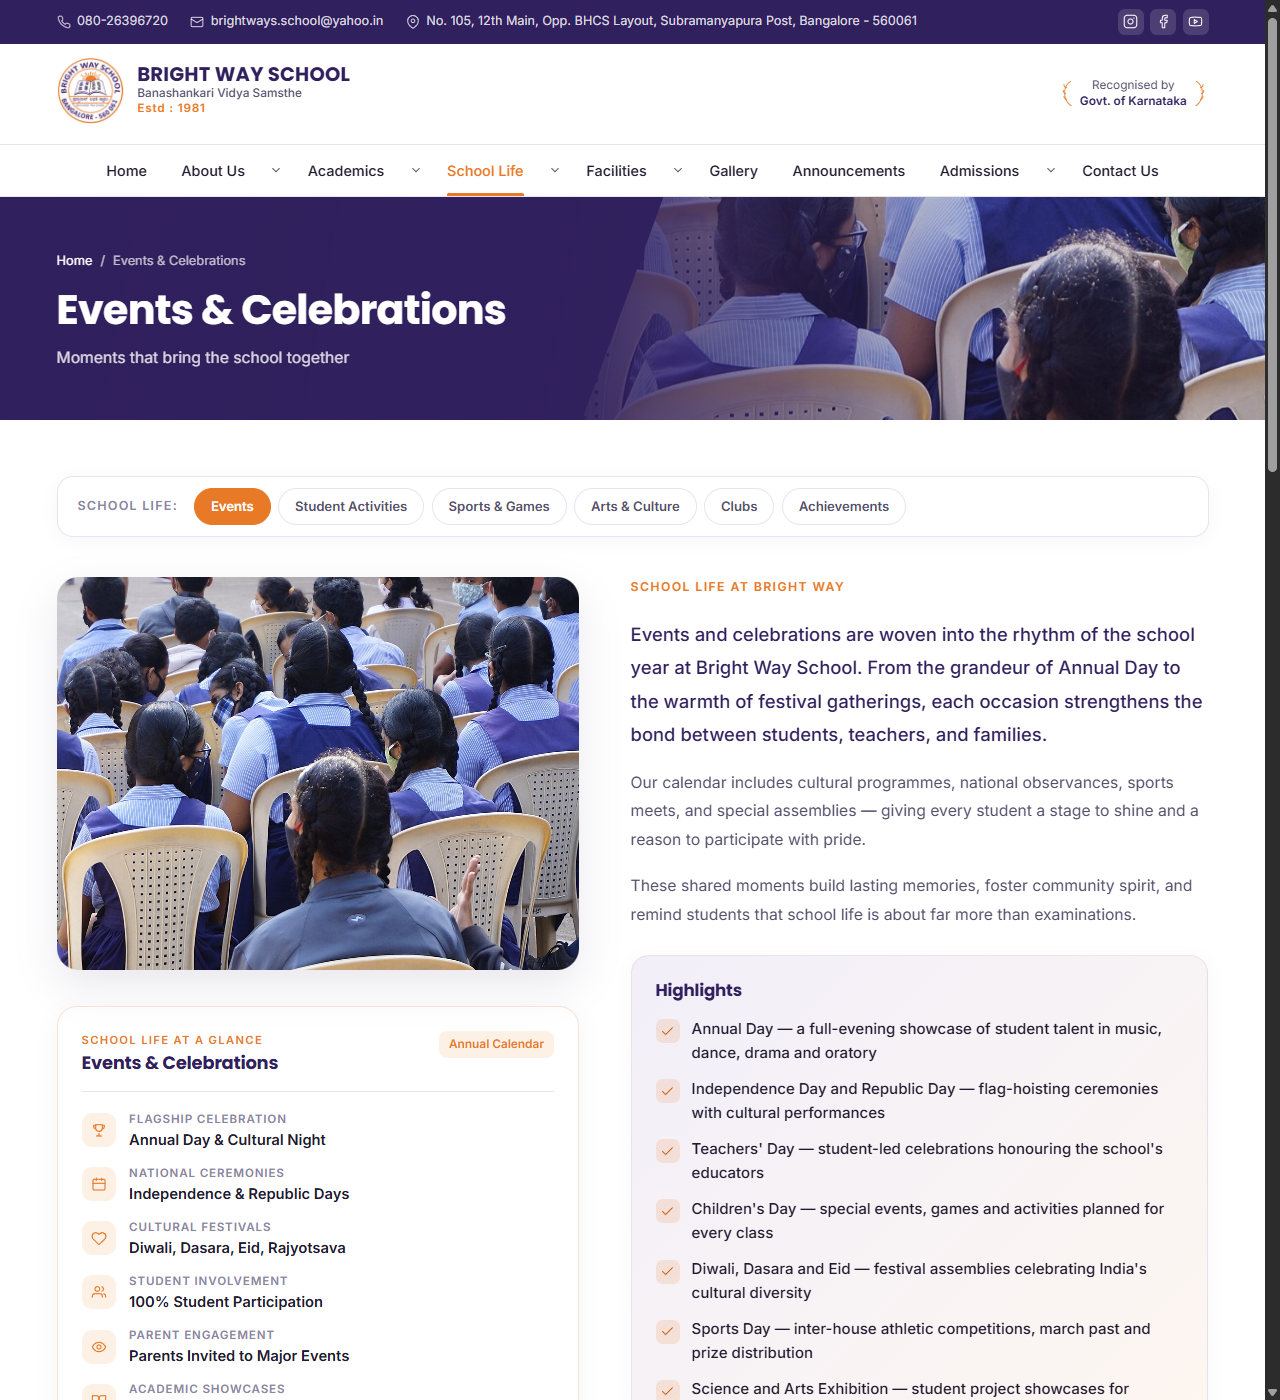 080-26396720
brightways.school@yahoo.in
No. 105, 12th Main, Opp. BHCS Layout, Subramanyapura Post, Bangalore - 560061
BRIGHT WAY SCHOOL
BANGALORE - 560 061
BRIGHT WAY SCHOOL
Banashankari Vidya Samsthe
Estd : 1981
Recognised by
Govt. of Karnataka
Home
About Us
Academics
School Life
Facilities
Gallery
Announcements
Admissions
Contact Us
Home / Events & Celebrations
Events & Celebrations
Moments that bring the school together
SCHOOL LIFE:
Events
Student Activities
Sports & Games
Arts & Culture
Clubs
Achievements
SCHOOL LIFE AT BRIGHT WAY
Events and celebrations are woven into the rhythm of the school
year at Bright Way School. From the grandeur of Annual Day to
the warmth of festival gatherings, each occasion strengthens the
bond between students, teachers, and families.
Our calendar includes cultural programmes, national observances, sports
meets, and special assemblies — giving every student a stage to shine and a
reason to participate with pride.
These shared moments build lasting memories, foster community spirit, and
remind students that school life is about far more than examinations.
SCHOOL LIFE AT A GLANCE
Events & Celebrations
Annual Calendar
FLAGSHIP CELEBRATION
Annual Day & Cultural Night
NATIONAL CEREMONIES
Independence & Republic Days
CULTURAL FESTIVALS
Diwali, Dasara, Eid, Rajyotsava
STUDENT INVOLVEMENT
100% Student Participation
PARENT ENGAGEMENT
Parents Invited to Major Events
ACADEMIC SHOWCASES
Highlights
Annual Day — a full-evening showcase of student talent in music,
dance, drama and oratory
Independence Day and Republic Day — flag-hoisting ceremonies
with cultural performances
Teachers' Day — student-led celebrations honouring the school's
educators
Children's Day — special events, games and activities planned for
every class
Diwali, Dasara and Eid — festival assemblies celebrating India's
cultural diversity
Sports Day — inter-house athletic competitions, march past and
prize distribution
Science and Arts Exhibition — student project showcases for